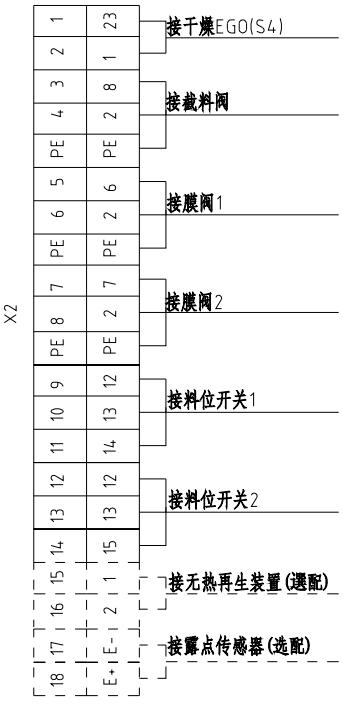 X2
1 23 接干燥EGO(S4)
2 1
3 8 接截料阀
4 2
PE PE
5 6 接膜阀1
6 2
PE PE
7 7 接膜阀2
8 2
PE PE
9 12 接料位开关1
10 13
11 14
12 12 接料位开关2
13 13
14 15
15 1 接无热再生装置(選配)
16 2
17 E- 接露点传感器(选配)
18 E+